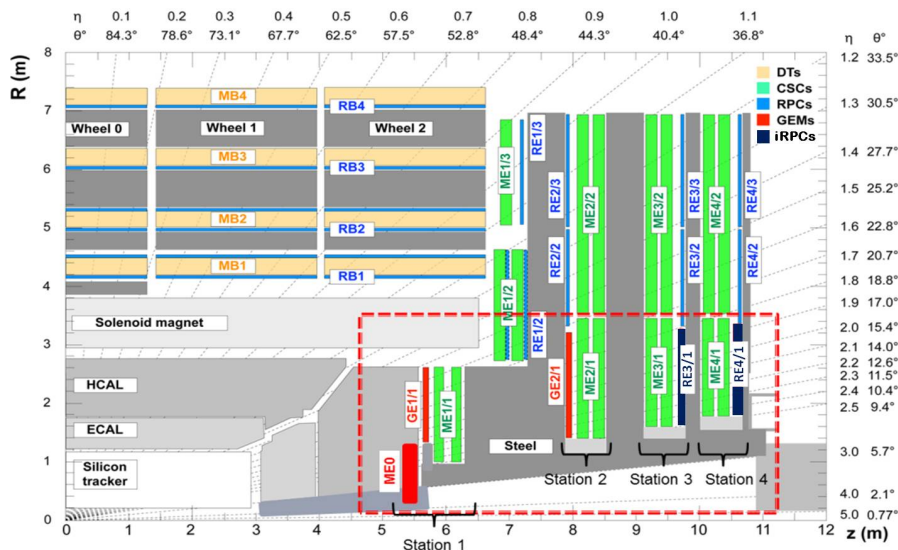 η 0.1 0.2 0.3 0.4 0.5 0.6 0.7 0.8 0.9 1.0 1.1
θ° 84.3° 78.6° 73.1° 67.7° 62.5° 57.5° 52.8° 48.4° 44.3° 40.4° 36.8° η θ°
R (m)
8
7
6
5
4
3
2
1
0
1.2 33.5°
1.3 30.5°
1.4 27.7°
1.5 25.2°
1.6 22.8°
1.7 20.7°
1.8 18.8°
1.9 17.0°
2.0 15.4°
2.1 14.0°
2.2 12.6°
2.3 11.5°
2.4 10.4°
2.5 9.4°
3.0 5.7°
4.0 2.1°
5.0 0.77°
DTs
CSCs
RPCs
GEMs
iRPCs
MB4
RB4
Wheel 0 Wheel 1 Wheel 2
MB3
RB3
MB2
RB2
MB1
RB1
Solenoid magnet
HCAL
ECAL
Silicon
tracker
Steel
ME1/3
RE1/3
ME1/2
RE1/2
GE1/1
ME1/1
ME0
RE2/3
RE2/2
ME2/2
GE2/1
ME2/1
ME3/2
RE3/3
RE3/2
ME3/1
RE3/1
ME4/2
RE4/3
RE4/2
ME4/1
RE4/1
Station 2 Station 3 Station 4
0 1 2 3 4 5 6 7 8 9 10 11 12
Station 1
z (m)